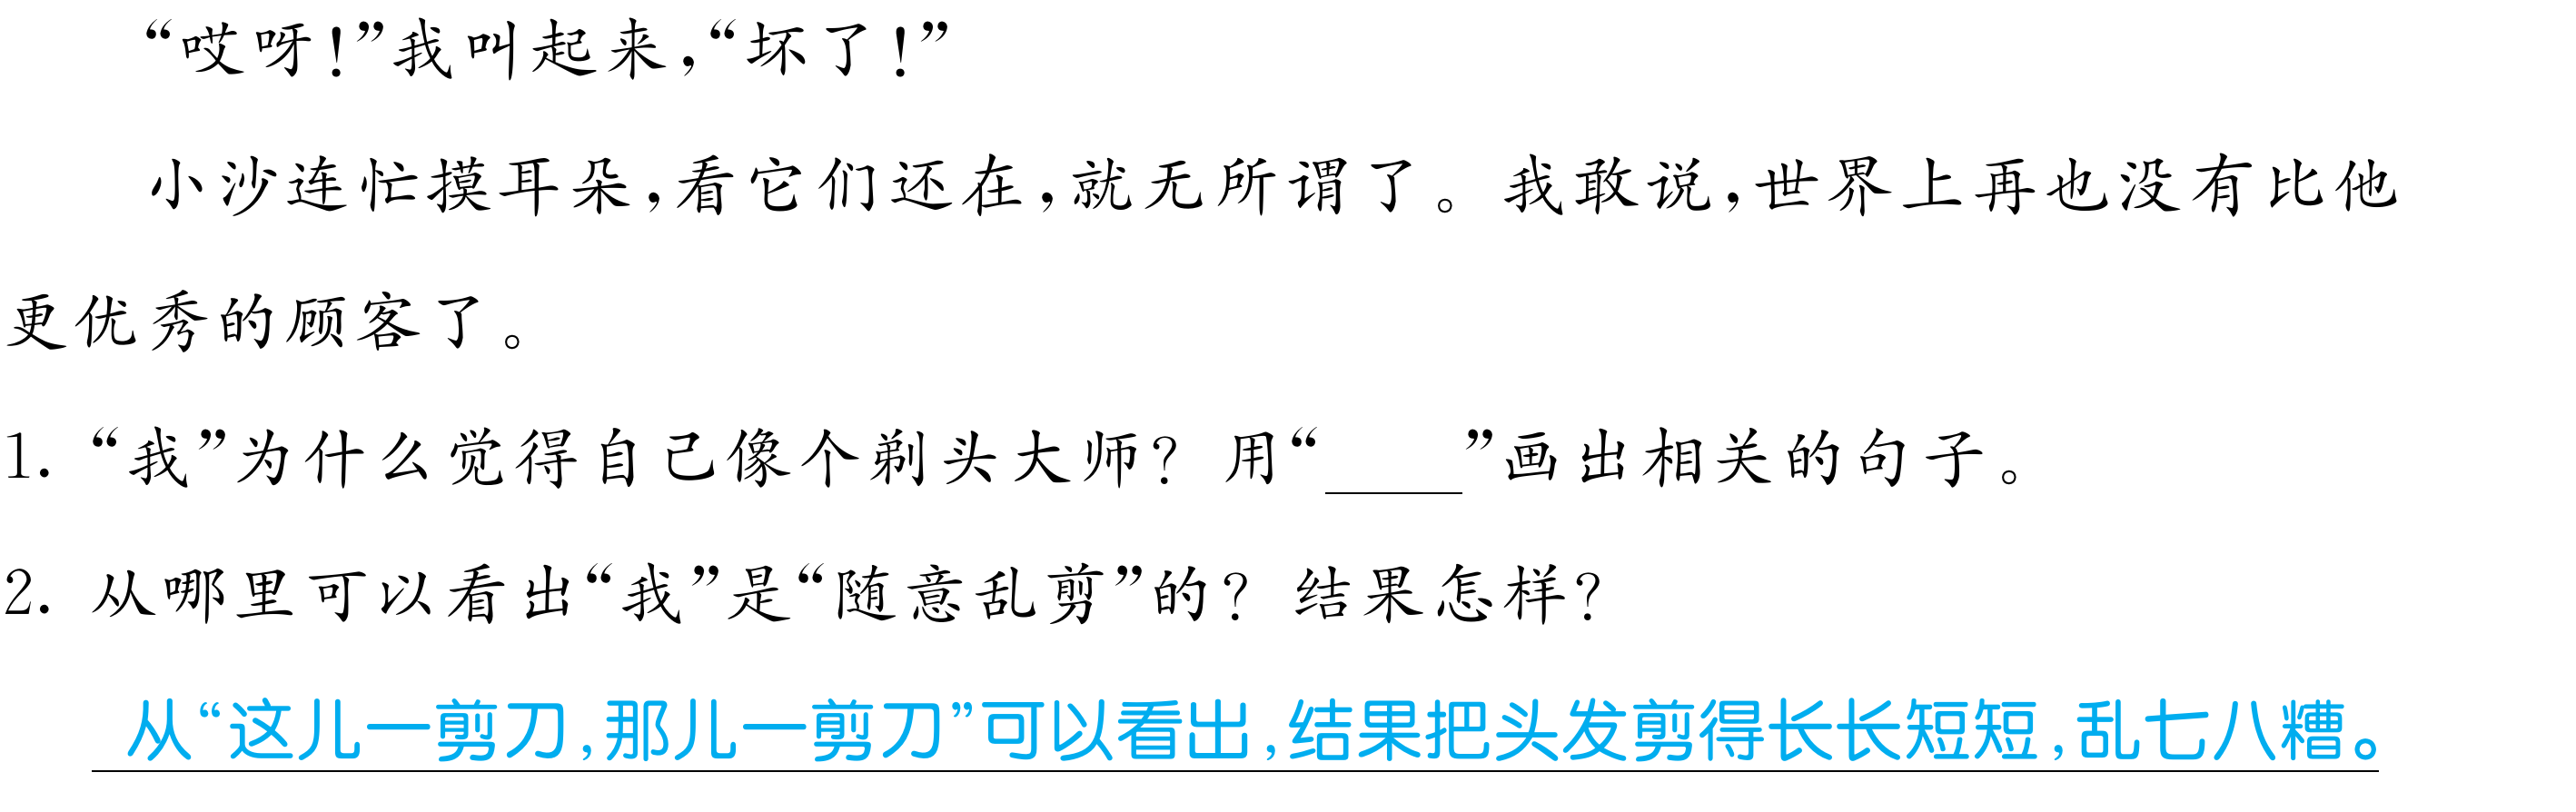 “哎呀!”我叫起来,“坏了!”
小沙连忙摸耳朵,看它们还在,就无所谓了。我敢说,世界上再也没有比他
更优秀的顾客了。
1. “我”为什么觉得自己像个剃头大师? 用“____”画出相关的句子。
2. 从哪里可以看出“我”是“随意乱剪”的? 结果怎样?
从“这儿一剪刀,那儿一剪刀”可以看出,结果把头发剪得长长短短,乱七八糟。